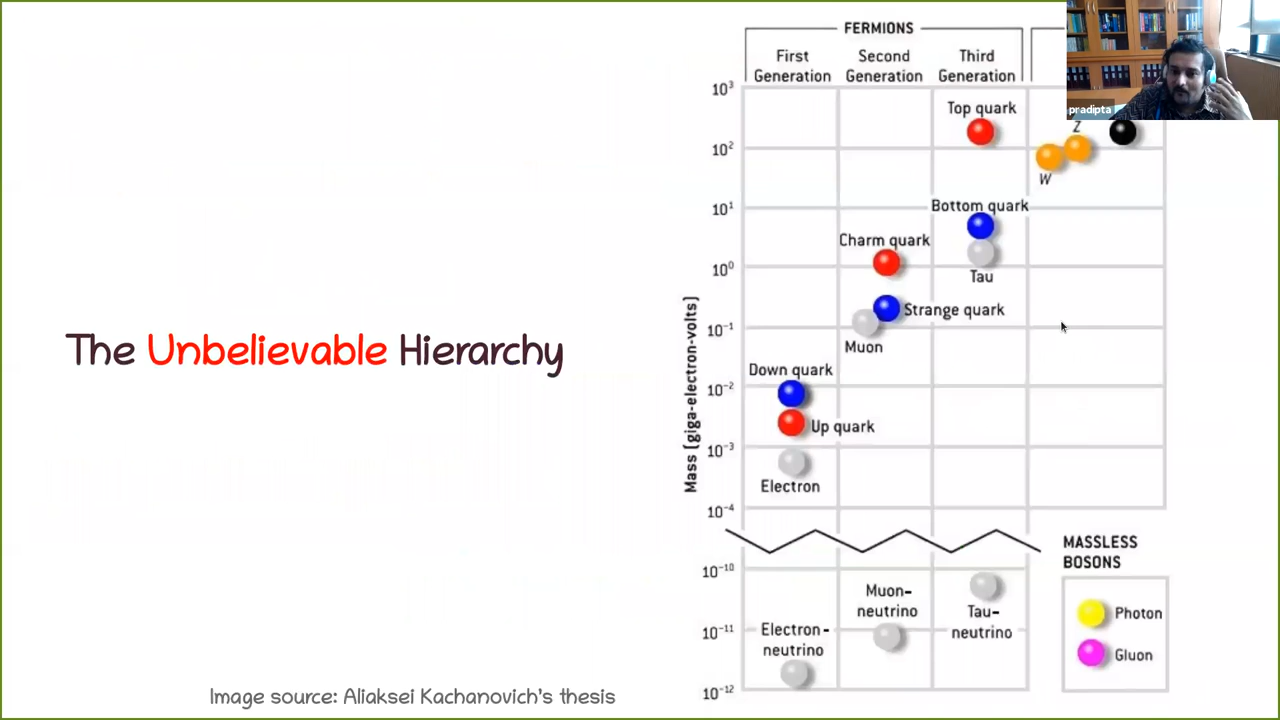 The Unbelievable Hierarchy
Image source: Aliaksei Kachanovich's thesis
FERMIONS
First Generation
Second Generation
Third Generation
Mass (giga-electron-volts)
10³
10²
10¹
10⁰
10⁻¹
10⁻²
10⁻³
10⁻⁴
10⁻¹⁰
10⁻¹¹
10⁻¹²
Top quark
Z
W
Bottom quark
Charm quark
Tau
Strange quark
Muon
Down quark
Up quark
Electron
Muon-
neutrino
Tau-
neutrino
Electron-
neutrino
MASSLESS
BOSONS
Photon
Gluon
pradipta